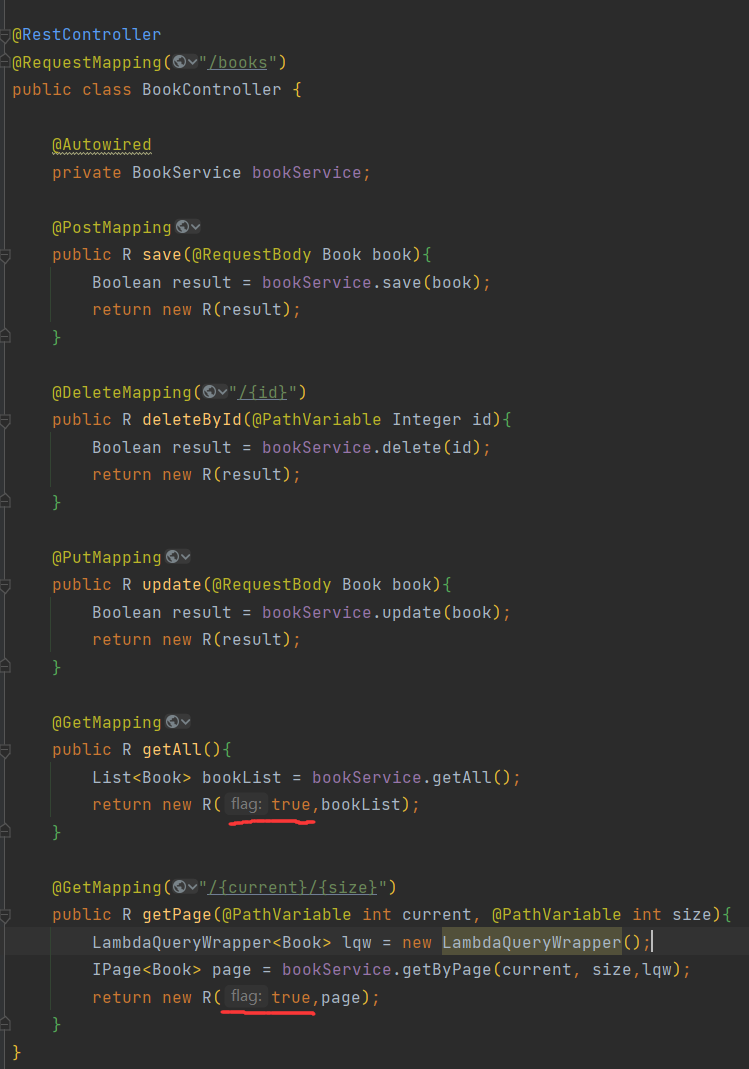 @RestController
@RequestMapping("/books")
public class BookController {
@Autowired
private BookService bookService;
@PostMapping
public R save(@RequestBody Book book){
Boolean result = bookService.save(book);
return new R(result);
}
@DeleteMapping("/{id}")
public R deleteById(@PathVariable Integer id){
Boolean result = bookService.delete(id);
return new R(result);
}
@PutMapping
public R update(@RequestBody Book book){
Boolean result = bookService.update(book);
return new R(result);
}
@GetMapping
public R getAll(){
List<Book> bookList = bookService.getAll();
return new R( flag: true,bookList);
}
@GetMapping("/{current}/{size}")
public R getPage(@PathVariable int current, @PathVariable int size){
LambdaQueryWrapper<Book> lqw = new LambdaQueryWrapper();
IPage<Book> page = bookService.getByPage(current, size,lqw);
return new R( flag: true,page);
}
}